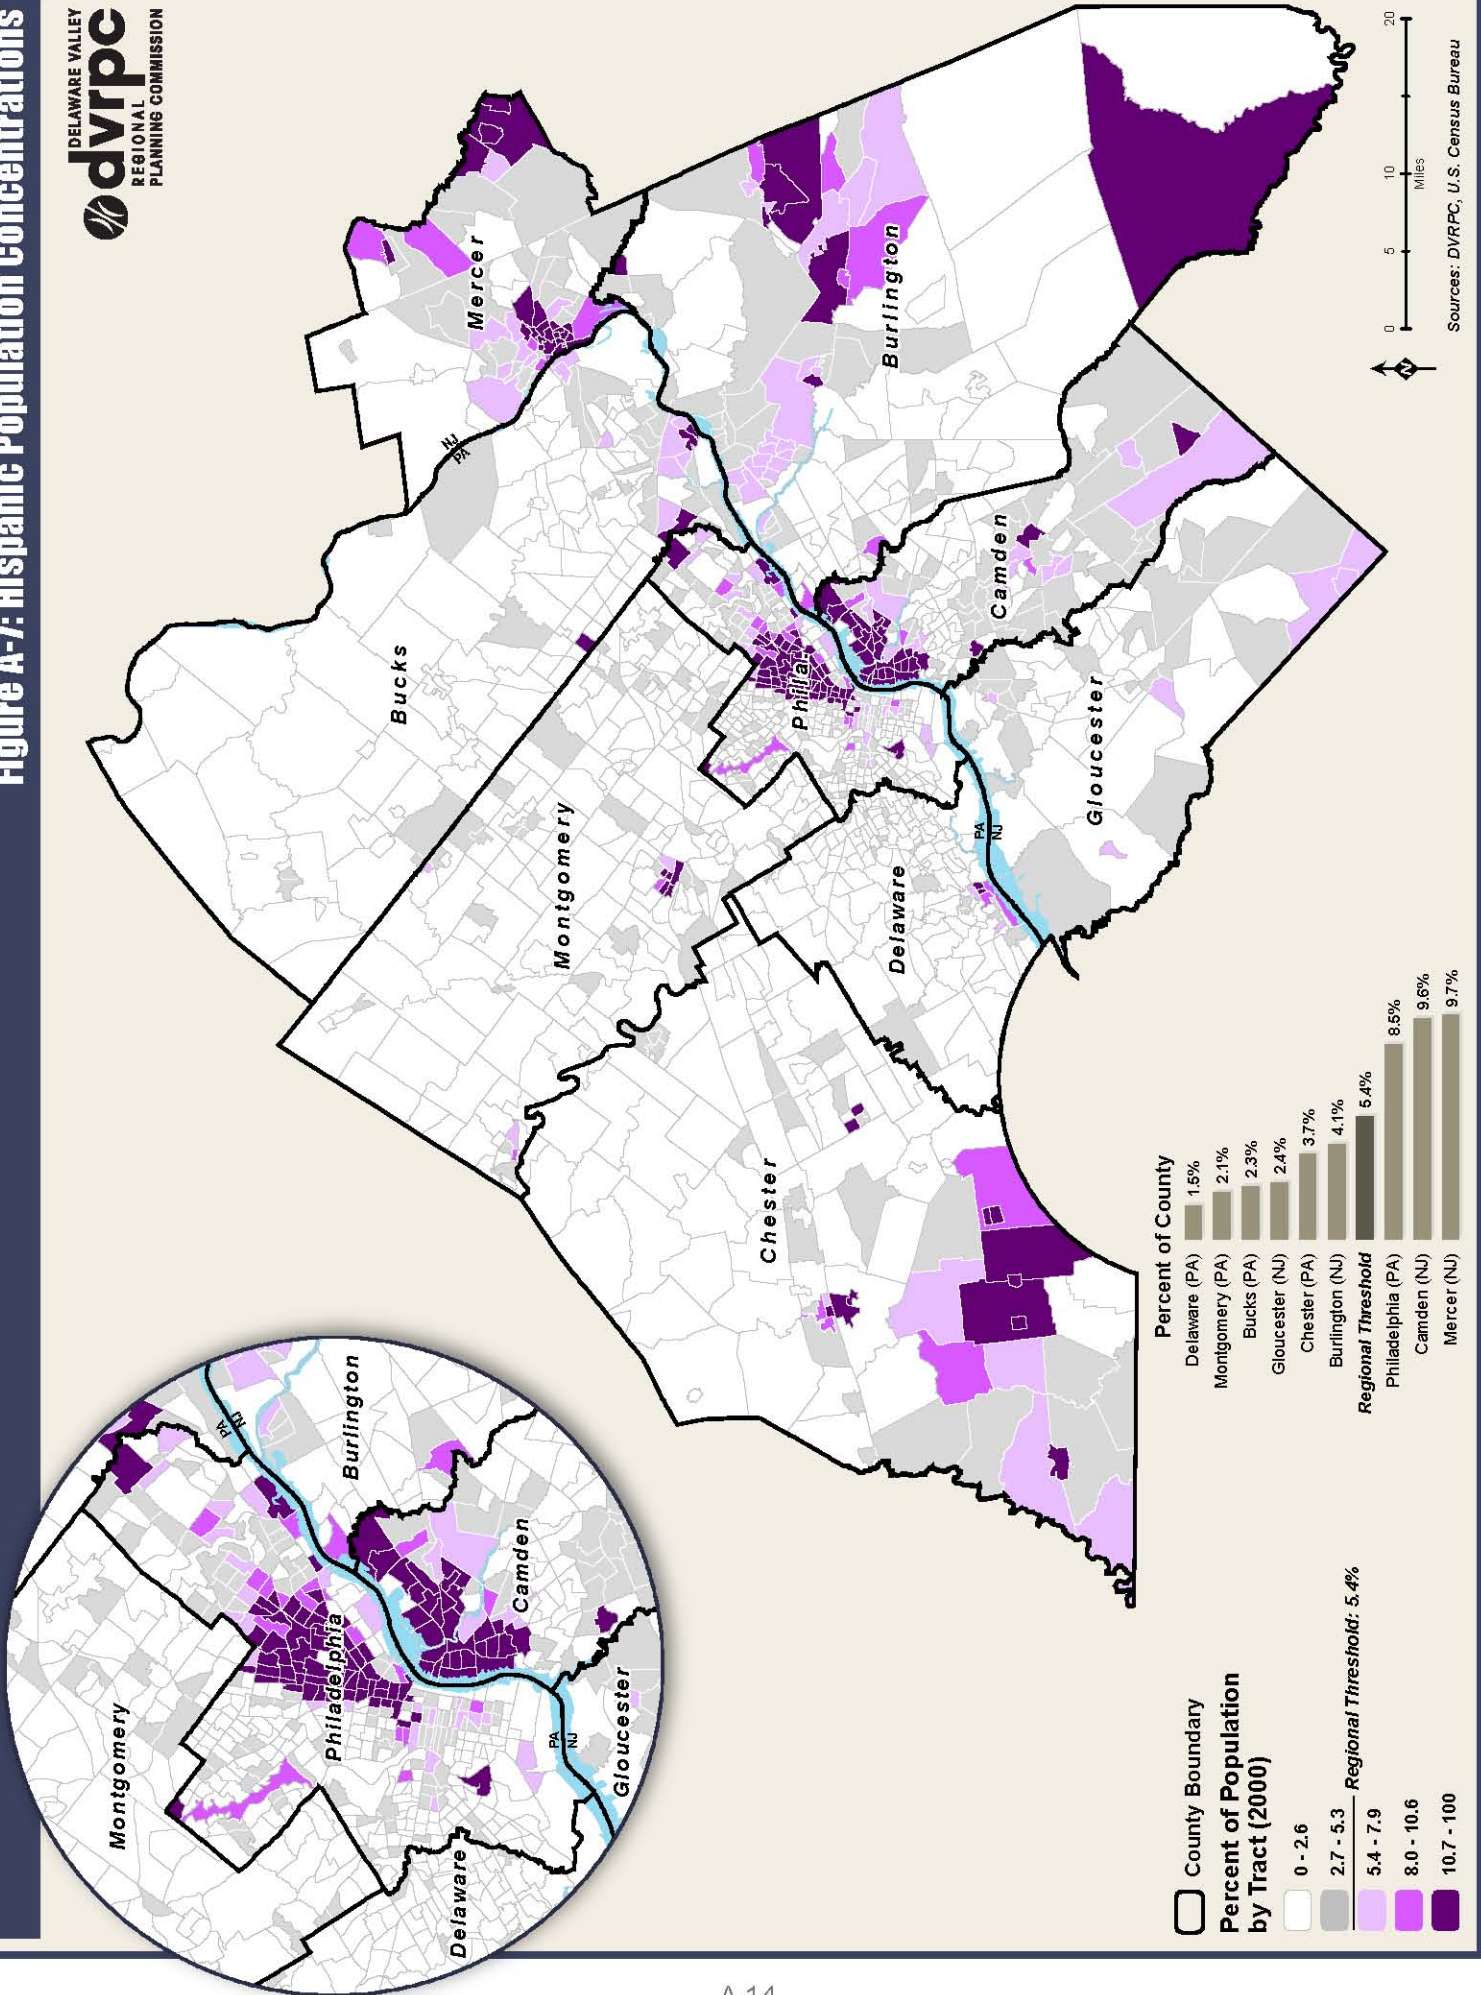 Figure A-7: Hispanic Population Concentrations
DELAWARE VALLEY
dvrpc
REGIONAL
PLANNING COMMISSION
Montgomery
Philadelphia
Delaware
Burlington
Camden
Gloucester
PA
NJ
PA
NJ
Bucks
Mercer
Montgomery
Chester
Delaware
Phila.
Burlington
Camden
Gloucester
NJ
PA
PA
NJ
County Boundary
Percent of Population
by Tract (2000)
0 - 2.6
2.7 - 5.3
Regional Threshold: 5.4%
5.4 - 7.9
8.0 - 10.6
10.7 - 100
Percent of County
Delaware (PA) 1.5%
Montgomery (PA) 2.1%
Bucks (PA) 2.3%
Gloucester (NJ) 2.4%
Chester (PA) 3.7%
Burlington (NJ) 4.1%
Regional Threshold 5.4%
Philadelphia (PA) 8.5%
Camden (NJ) 9.6%
Mercer (NJ) 9.7%
N
0 5 10 20
Miles
Sources: DVRPC, U.S. Census Bureau
A-14